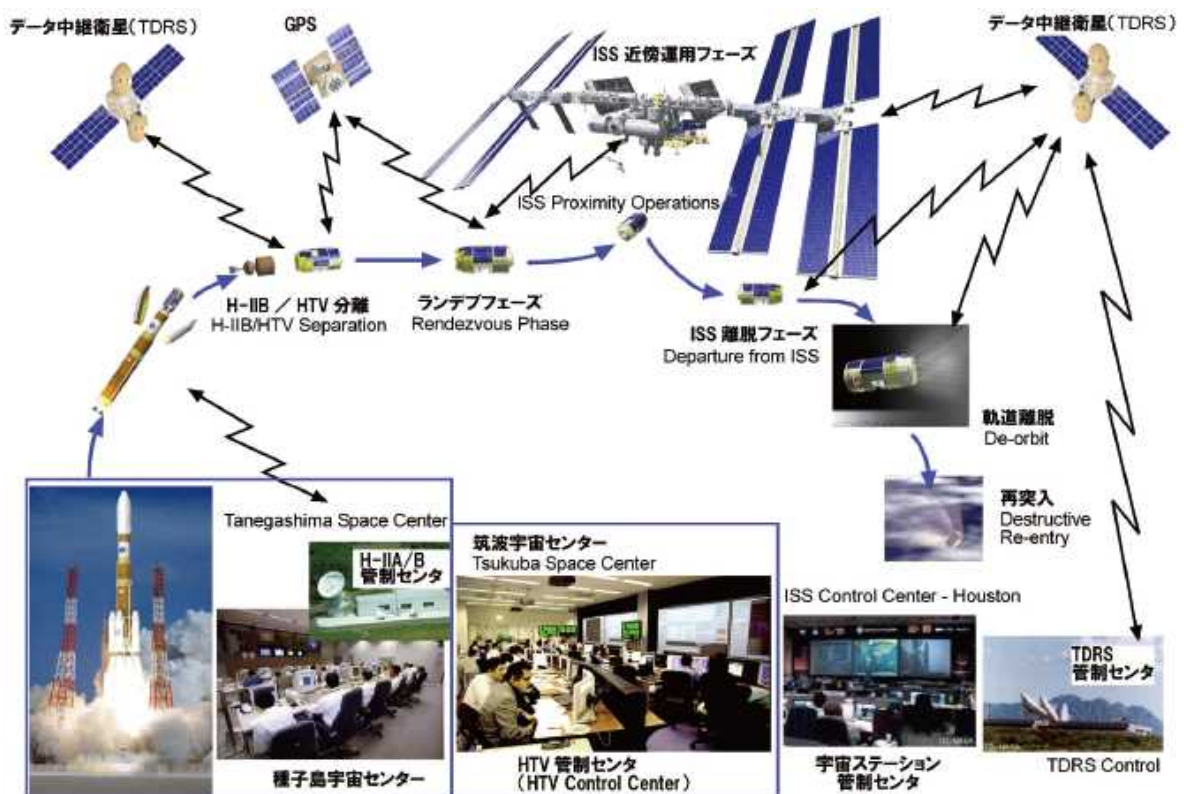 データ中継衛星(TDRS)
GPS
ISS 近傍運用フェーズ
データ中継衛星(TDRS)
ISS Proximity Operations
H-IIB / HTV 分離
H-IIB/HTV Separation
ランデブフェーズ
Rendezvous Phase
ISS 離脱フェーズ
Departure from ISS
軌道離脱
De-orbit
再突入
Destructive
Re-entry
Tanegashima Space Center
H-IIA/B
管制センタ
種子島宇宙センター
筑波宇宙センター
Tsukuba Space Center
HTV 管制センタ
(HTV Control Center)
ISS Control Center - Houston
宇宙ステーション
管制センタ
TDRS
管制センタ
TDRS Control